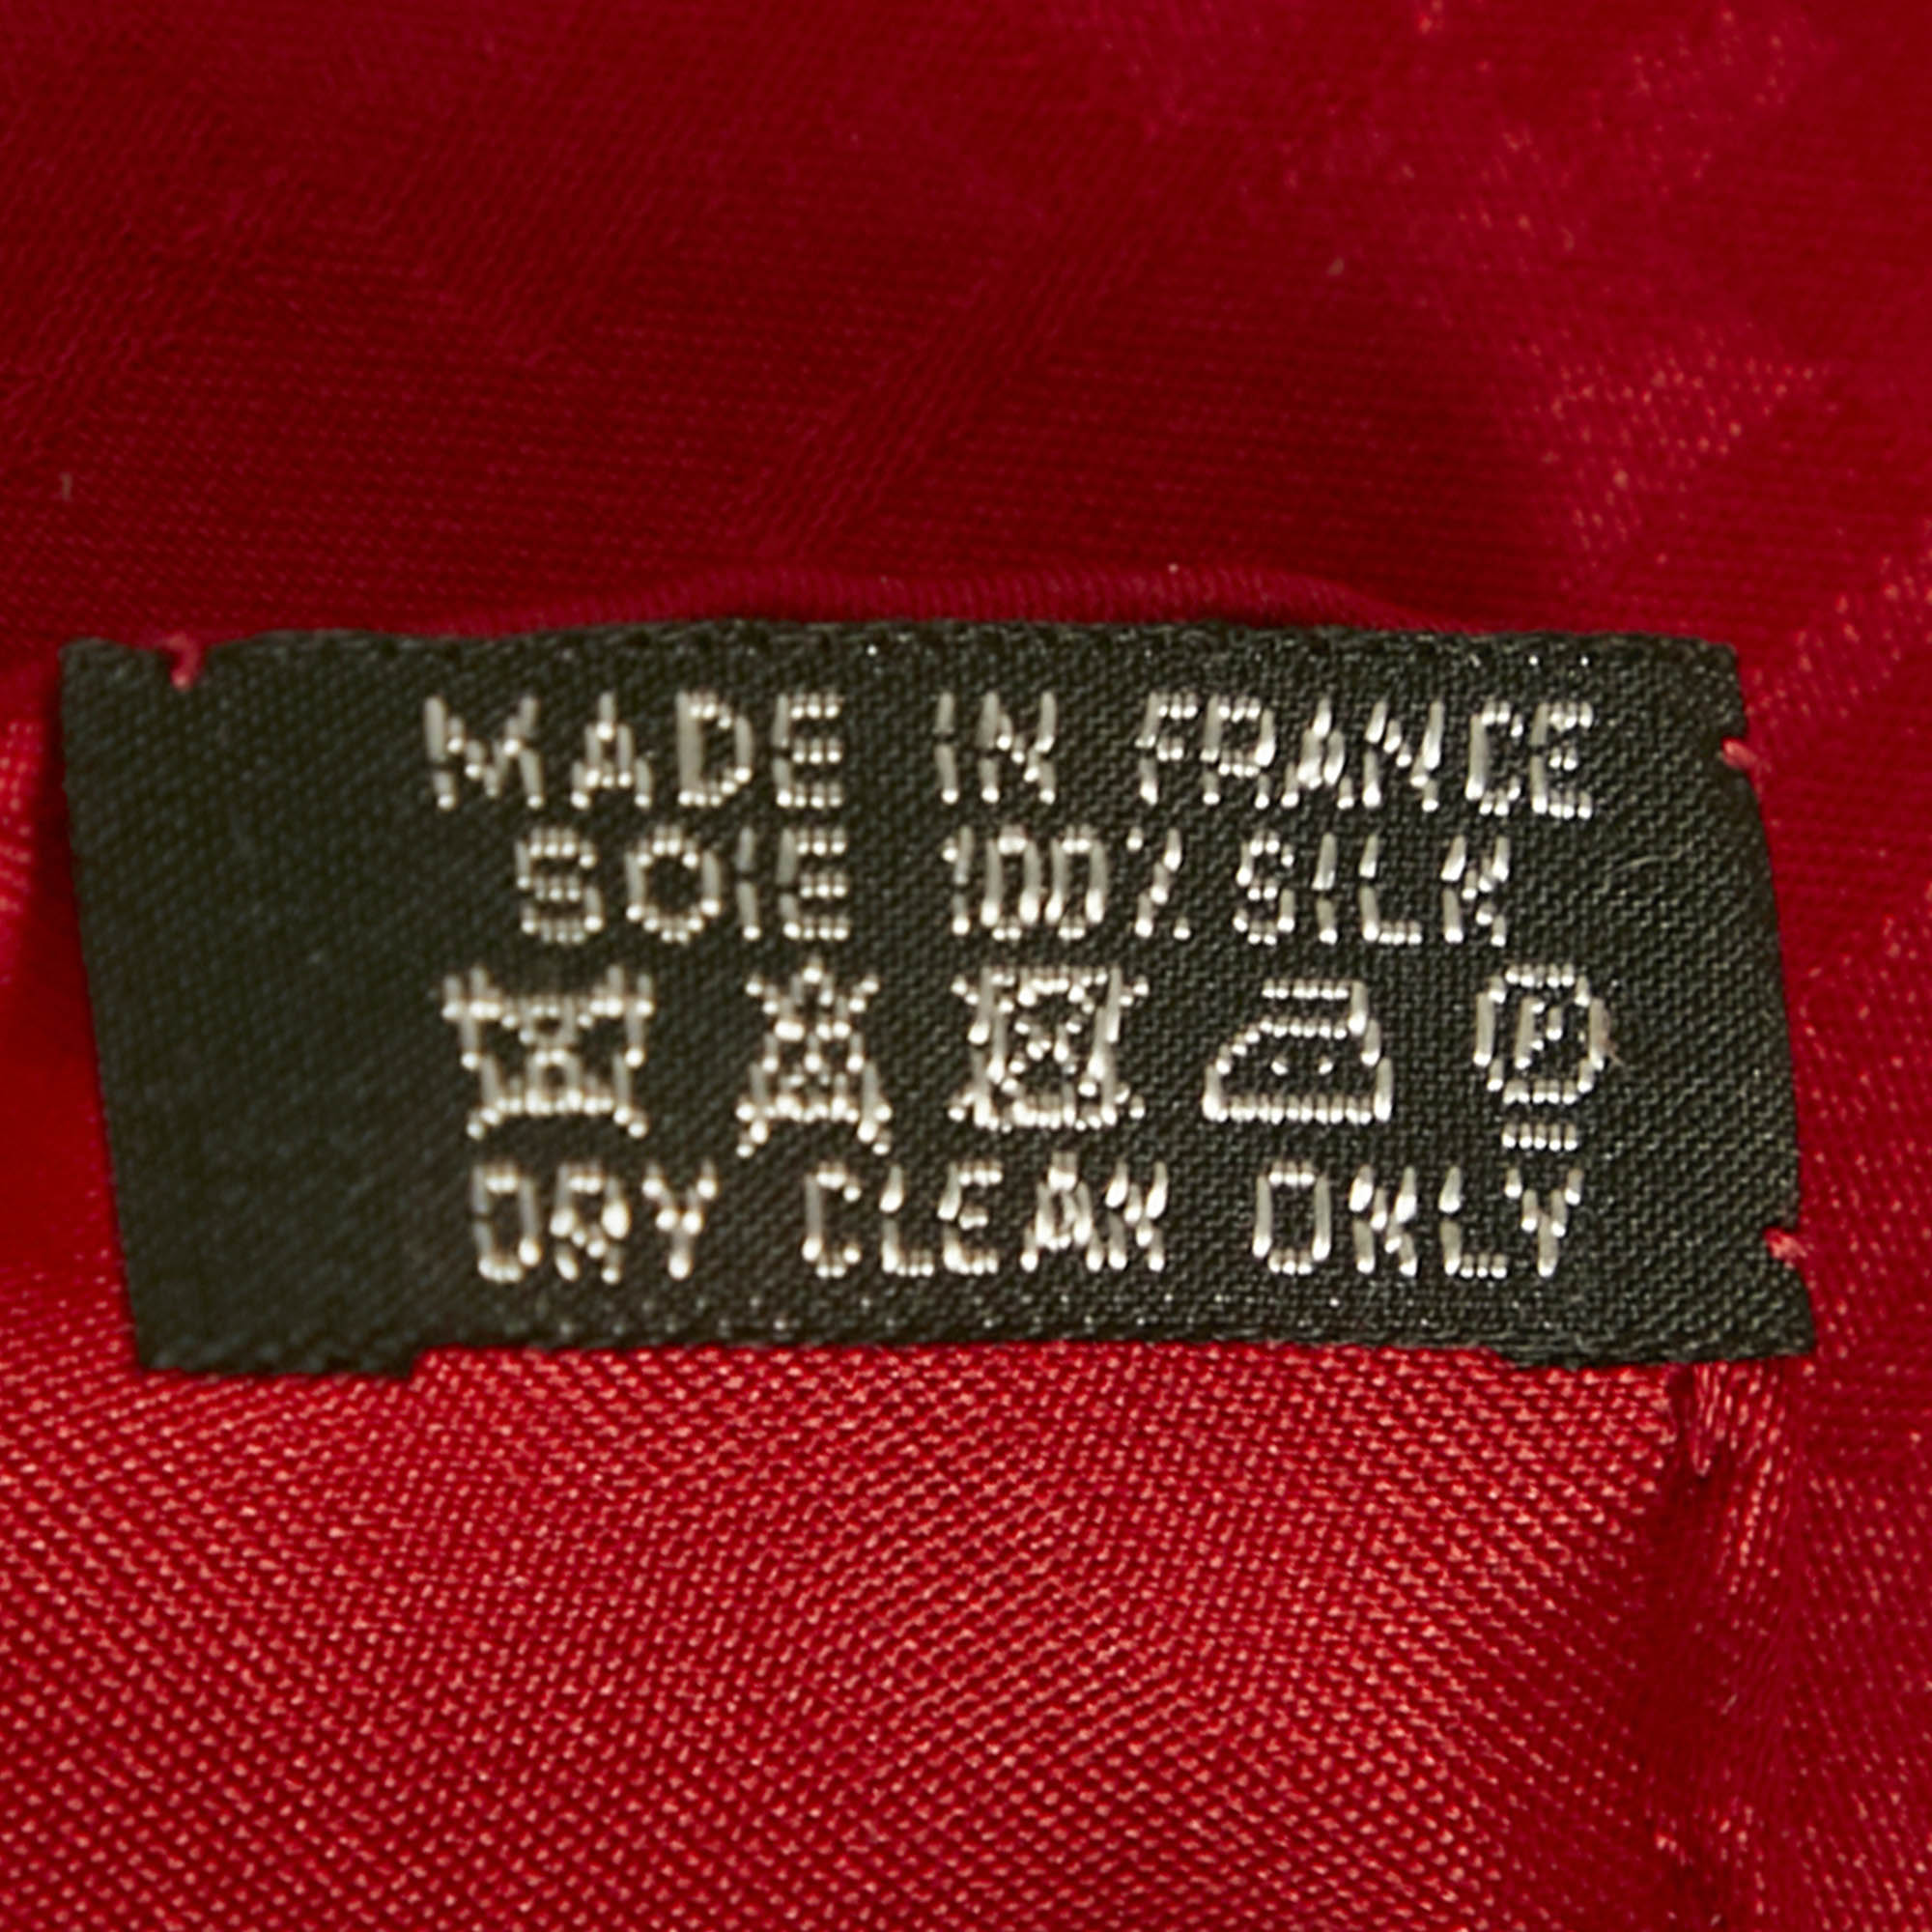 MADE IN FRANCE
SOIE 100% SILK
P
DRY CLEAN ONLY